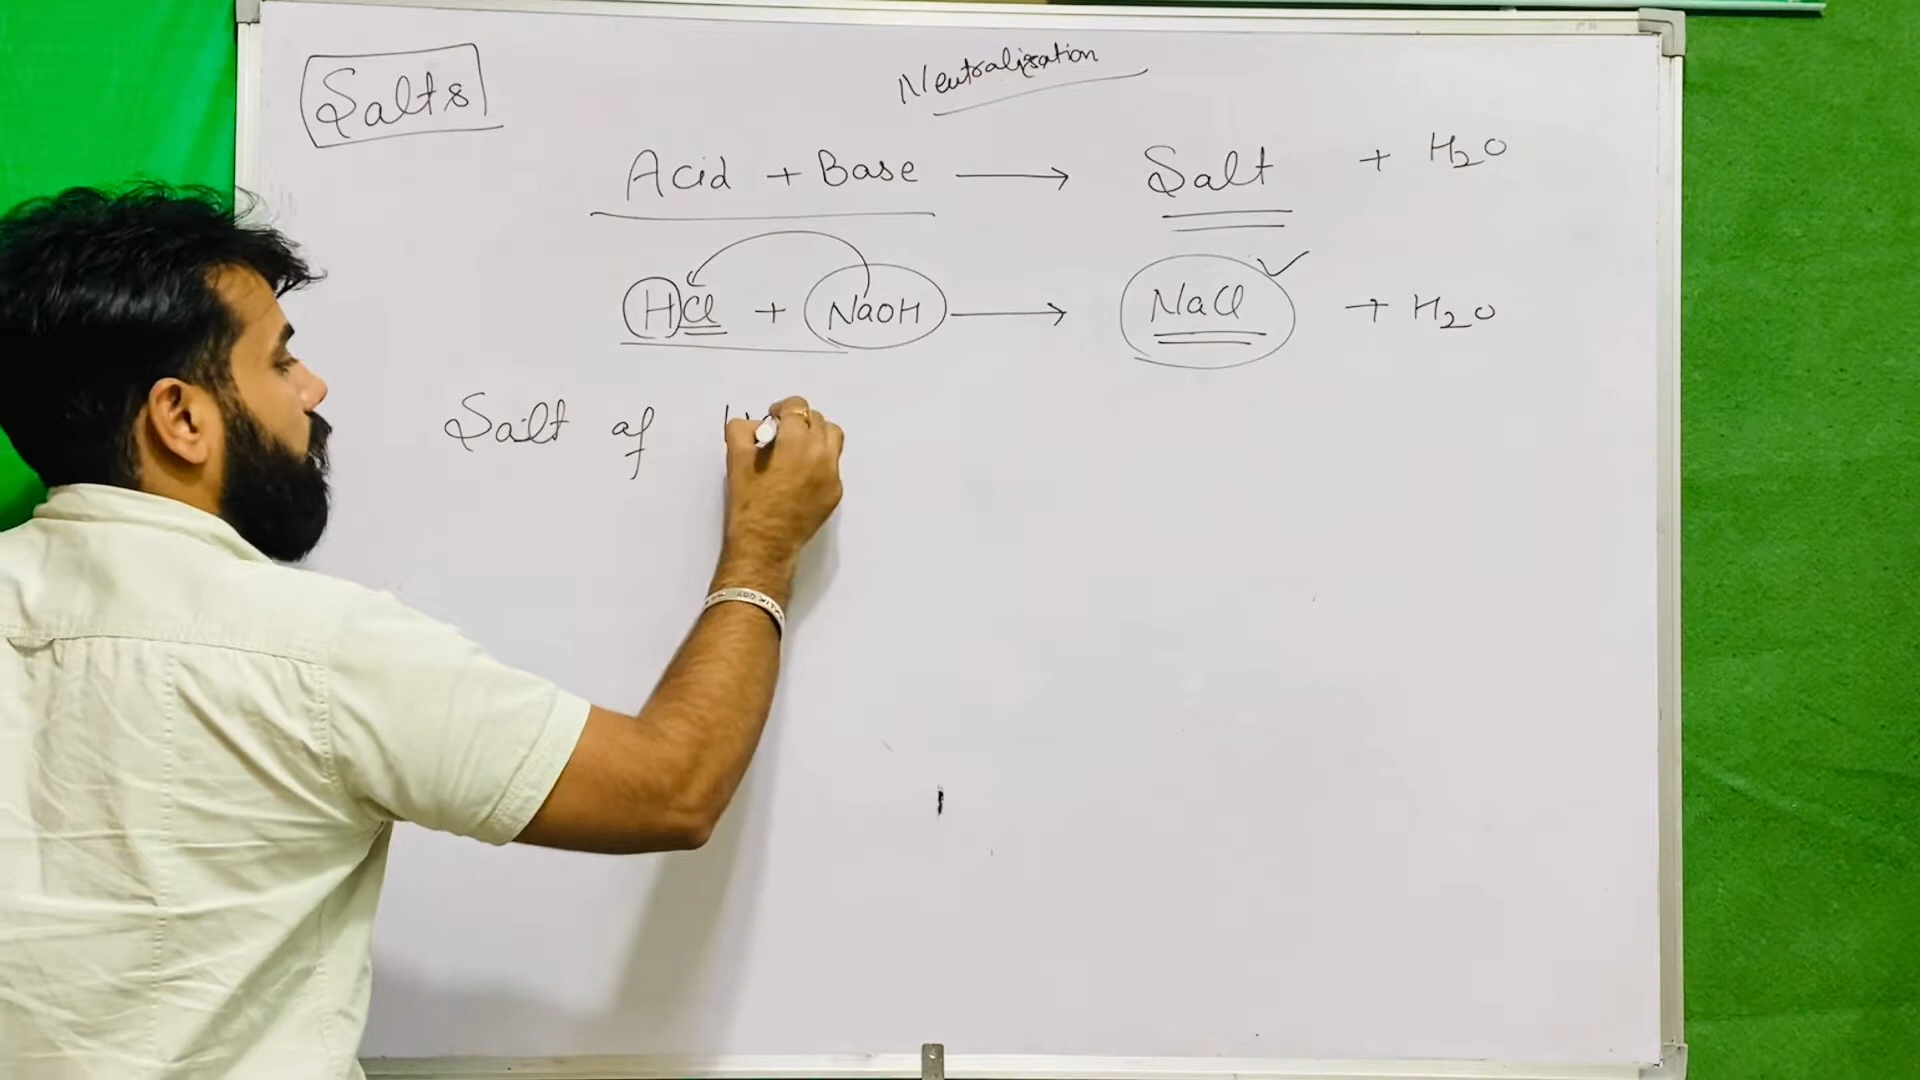 Salts
Neutralisation
Acid + Base → Salt + H2O
HCl + NaOH → NaCl + H2O
Salt of